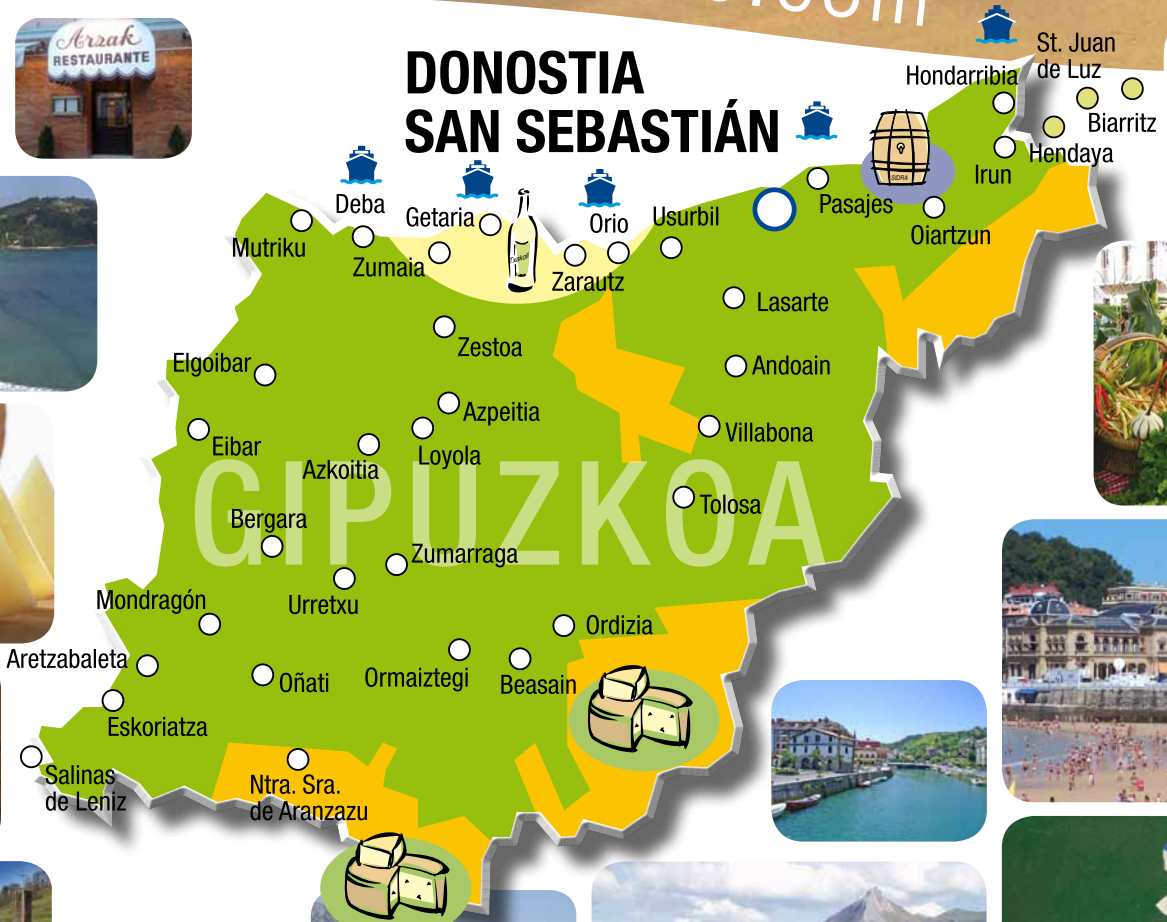 Arzak
RESTAURANTE
DONOSTIA
SAN SEBASTIÁN
St. Juan
de Luz
Hondarribia
Biarritz
Hendaya
Irun
SIDRA
Pasajes
Oiartzun
Deba
Getaria
Orio
Usurbil
Mutriku
Zumaia
Txakoli
Zarautz
Lasarte
Zestoa
Elgoibar
Andoain
Azpeitia
Eibar
Villabona
Azkoitia
Loyola
GIPUZKOA
Tolosa
Bergara
Zumarraga
Urretxu
Mondragón
Ordizia
Aretzabaleta
Oñati
Ormaiztegi
Beasain
Eskoriatza
Salinas
de Leniz
Ntra. Sra.
de Aranzazu